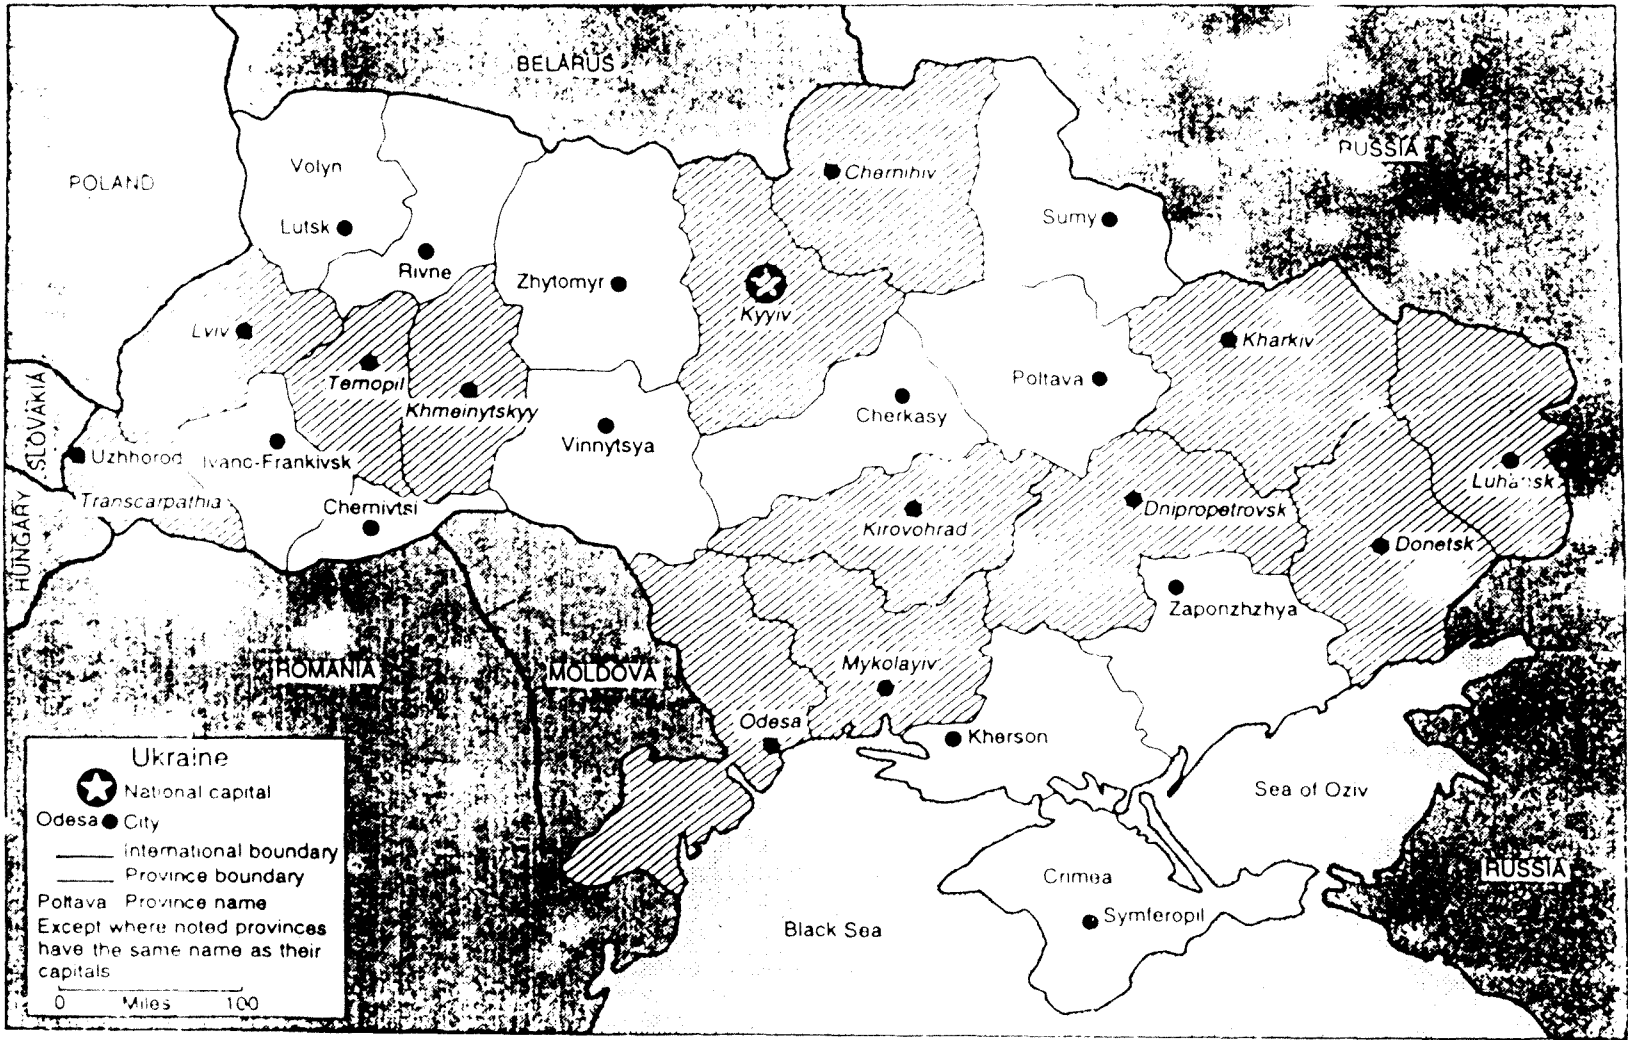 BELARUS
RUSSIA
POLAND
Volyn
Chernihiv
Lutsk
Sumy
Rivne
Zhytomyr
Kyyiv
Lviv
Kharkiv
Ternopil
Poltava
Khmeinytskyy
Cherkasy
SLOVAKIA
Vinnytsya
Uzhhorod
Ivano-Frankivsk
Luhansk
Transcarpathia
Chernivtsi
Dnipropetrovsk
Kirovohrad
HUNGARY
Donetsk
Zaponzhzhya
ROMANIA
MOLDOVA
Mykolayiv
Odesa
Kherson
Sea of Oziv
Crimea
RUSSIA
Symferopil
Black Sea
Ukraine
National capital
Odesa City
International boundary
Province boundary
Poltava Province name
Except where noted provinces
have the same name as their
capitals
0 Miles 100